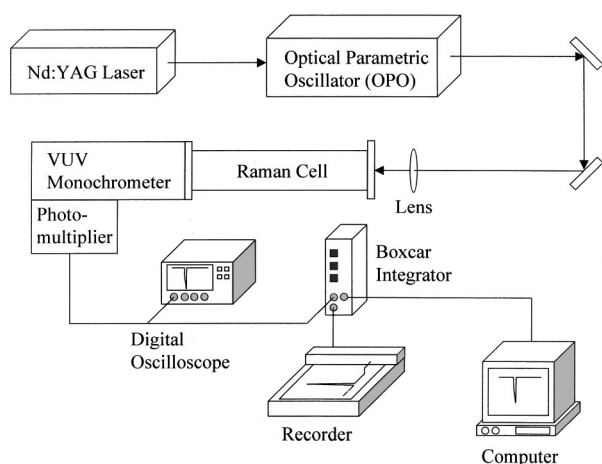 Nd:YAG Laser
Optical Parametric
Oscillator (OPO)
VUV
Monochrometer
Raman Cell
Lens
Photo-
multiplier
Boxcar
Integrator
Digital
Oscilloscope
Recorder
Computer